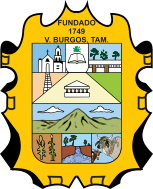 FUNDADO
1749
V. BURGOS, TAM.